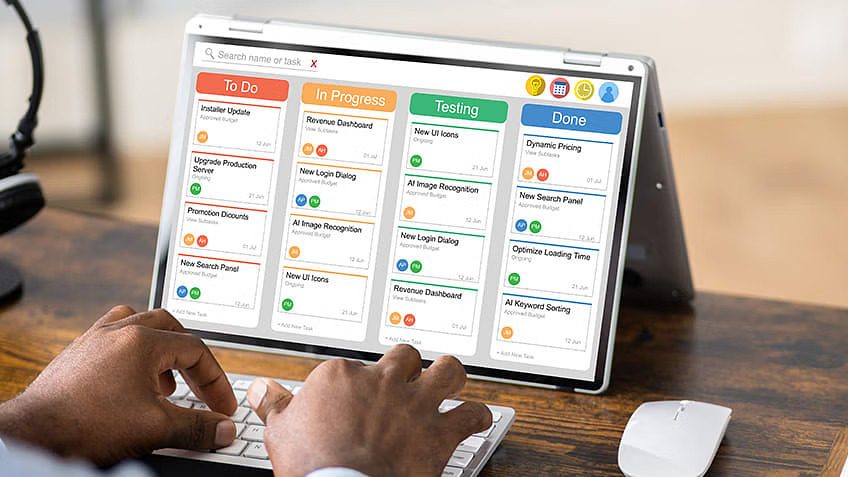 Search name or task X
To Do
Installer Update
Approved Budget
JM
12 Jun
Upgrade Production
Server
Ongoing
PM
21 Jun
Promotion Dicounts
View Subtasks
JM AH
01 Jul
New Search Panel
Approved Budget
AP PM
12 Jun
+ Add New Task
In Progress
Revenue Dashboard
View Subtasks
JM AH
01 Jul
New Login Dialog
Approved Budget
AP PM
12 Jun
AI Image Recognition
Approved Budget
JM
12 Jun
New UI Icons
Ongoing
PM
21 Jun
+ Add New Task
Testing
New UI Icons
Ongoing
PM
21 Jun
AI Image Recognition
Approved Budget
JM
12 Jun
New Login Dialog
Approved Budget
AP PM
12 Jun
Revenue Dashboard
View Subtasks
JM AH
01 Jul
+ Add New Task
Done
Dynamic Pricing
View Subtasks
JM AH
01 Jul
New Search Panel
Approved Budget
AP PM
12 Jun
Optimize Loading Time
Ongoing
PM
21 Jun
AI Keyword Sorting
Approved Budget
JM
12 Jun
+ Add New Task